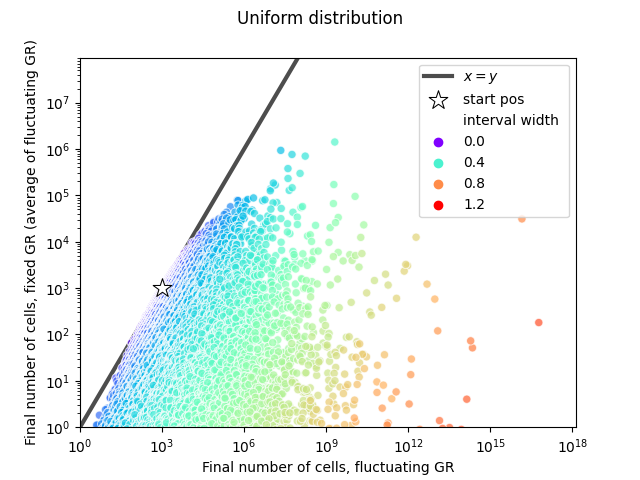 Uniform distribution
Final number of cells, fixed GR (average of fluctuating GR)
10⁷
10⁶
10⁵
10⁴
10³
10²
10¹
10⁰
x = y
start pos
interval width
0.0
0.4
0.8
1.2
10⁰ 10³ 10⁶ 10⁹ 10¹² 10¹⁵ 10¹⁸
Final number of cells, fluctuating GR